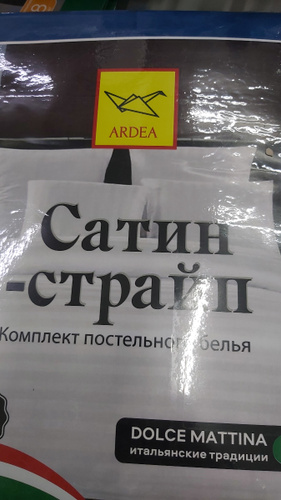 ARDEA
Сатин
-страйп
Комплект постельного белья
DOLCE MATTINA
итальянские традиции